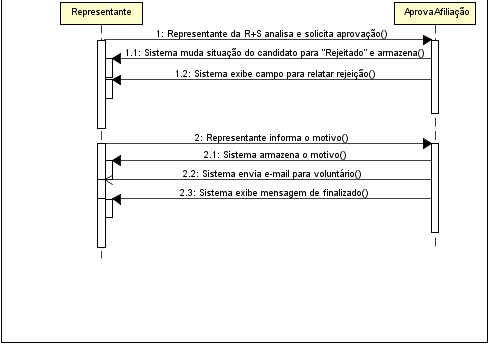 Representante
AprovaAfiliação
1: Representante da R+S analisa e solicita aprovação()
1.1: Sistema muda situação do candidato para "Rejeitado" e armazena()
1.2: Sistema exibe campo para relatar rejeição()
2: Representante informa o motivo()
2.1: Sistema armazena o motivo()
2.2: Sistema envia e-mail para voluntário()
2.3: Sistema exibe mensagem de finalizado()